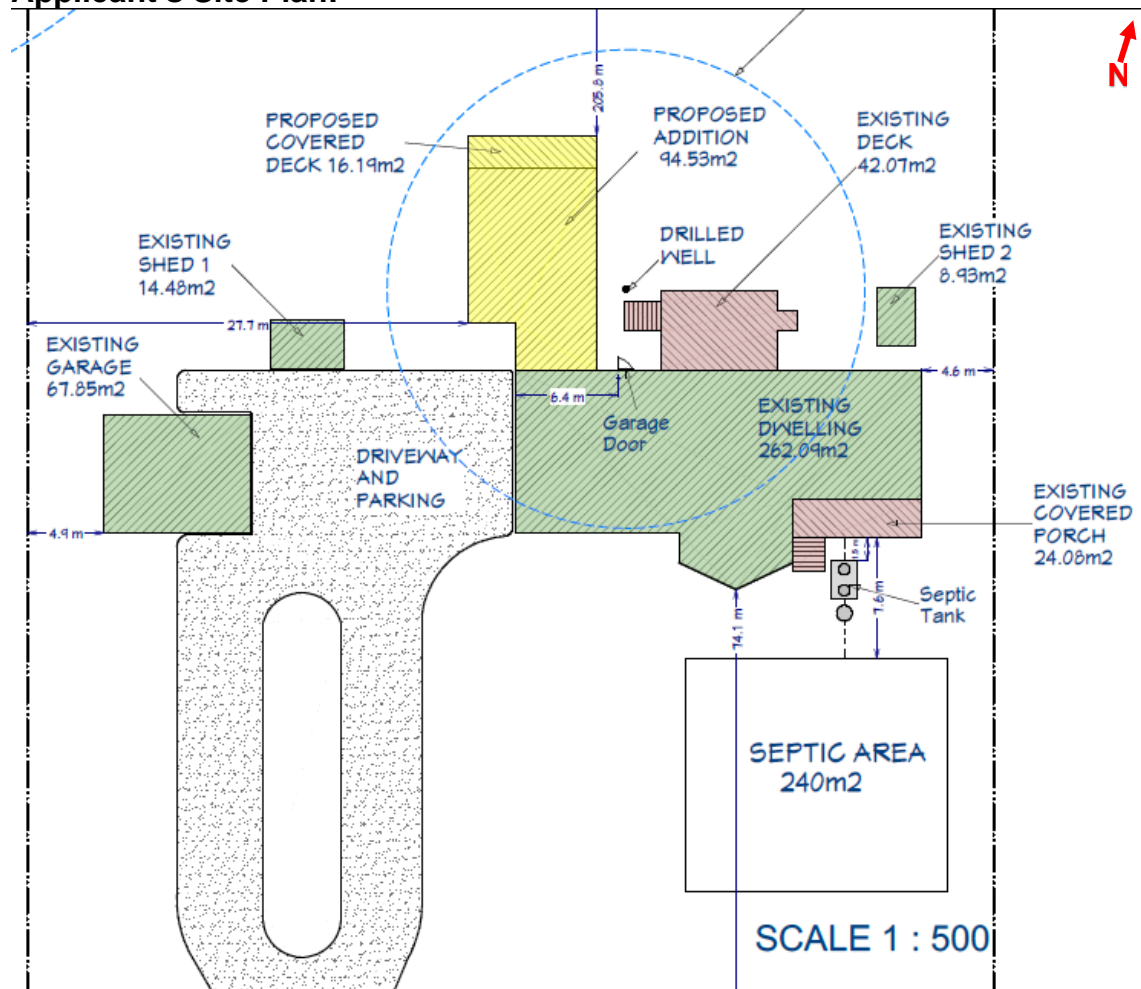 N
205.8 m
PROPOSED
COVERED
DECK 16.19m2
PROPOSED
ADDITION
94.53m2
EXISTING
DECK
42.07m2
EXISTING
SHED 1
14.48m2
DRILLED
WELL
EXISTING
SHED 2
8.93m2
27.7 m
EXISTING
GARAGE
67.85m2
4.6 m
6.4 m
Garage
Door
EXISTING
DWELLING
262.09m2
DRIVEWAY
AND
PARKING
4.9 m
EXISTING
COVERED
PORCH
24.08m2
1.5 m
7.6 m
Septic
Tank
74.1 m
SEPTIC AREA
240m2
SCALE 1 : 500